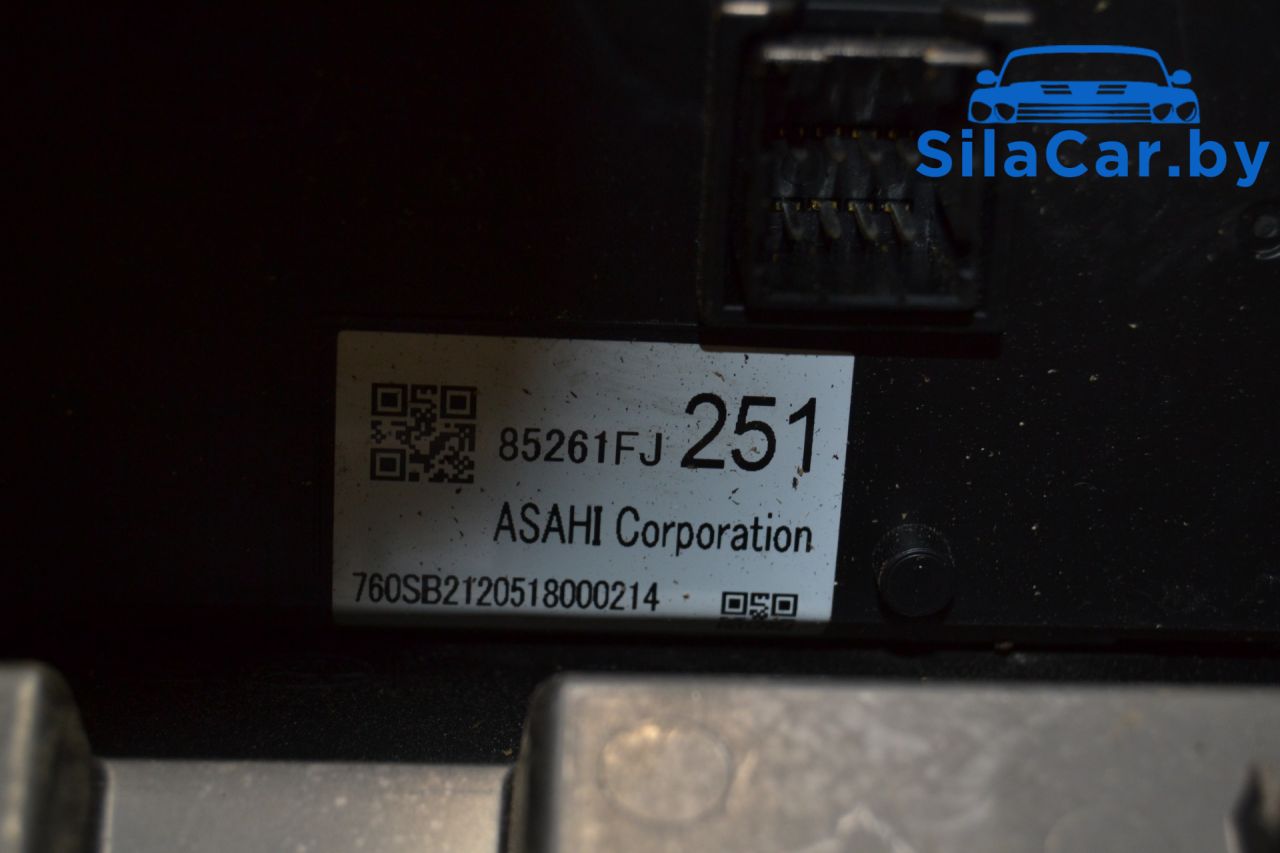 SilaCar.by
85261FJ 251
ASAHI Corporation
760SB2120518000214